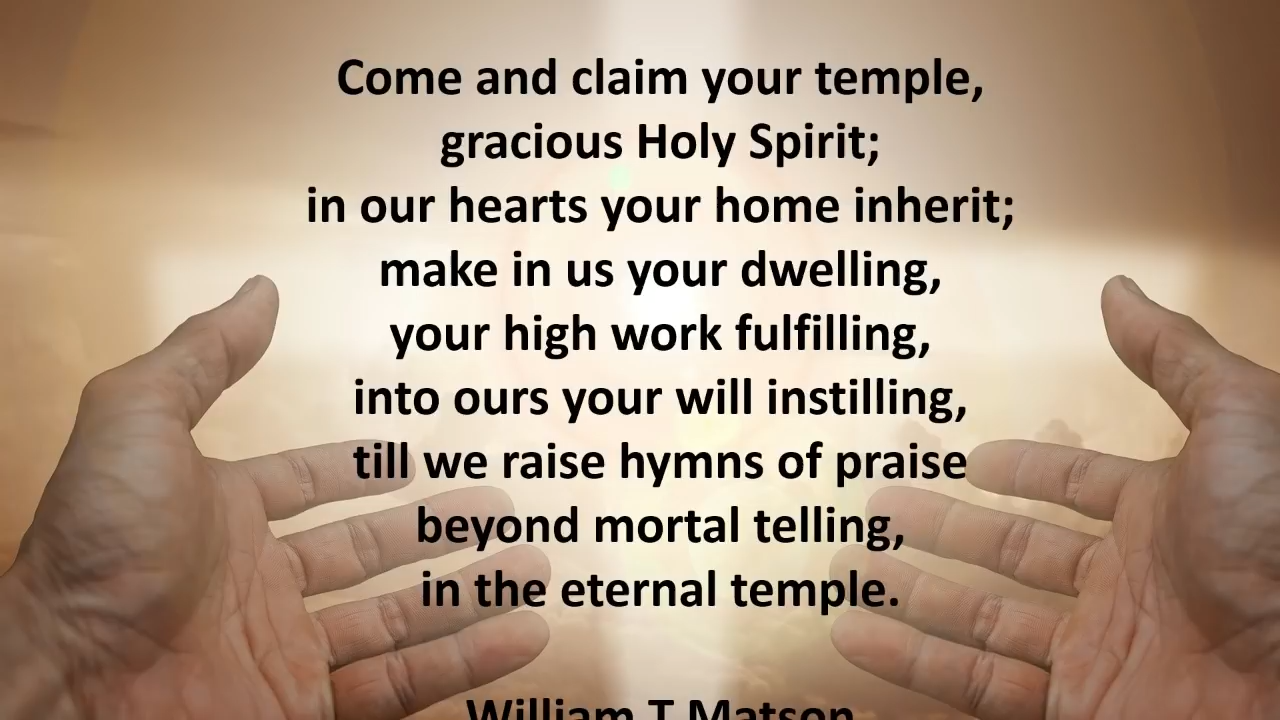 Come and claim your temple,
gracious Holy Spirit;
in our hearts your home inherit;
make in us your dwelling,
your high work fulfilling,
into ours your will instilling,
till we raise hymns of praise
beyond mortal telling,
in the eternal temple.
William T Matson